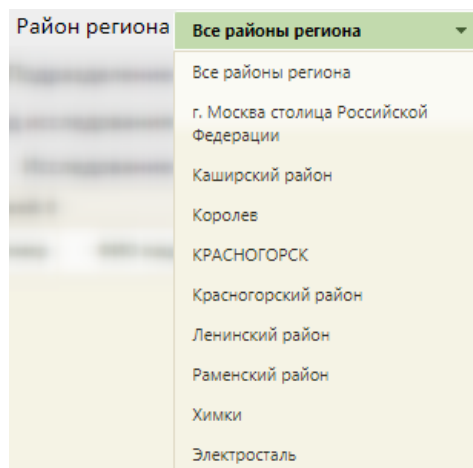 Район региона Все районы региона
Все районы региона
г. Москва столица Российской
Федерации
Каширский район
Королев
КРАСНОГОРСК
Красногорский район
Ленинский район
Раменский район
Химки
Электросталь